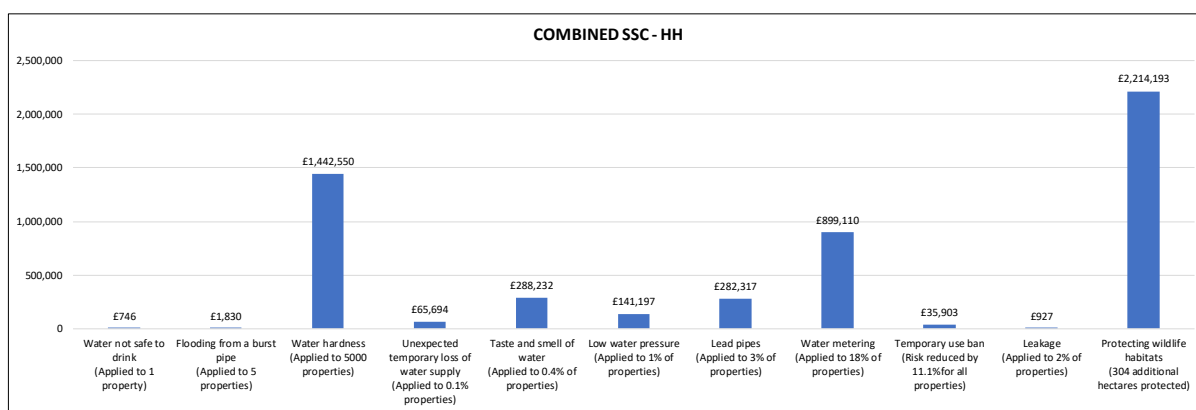 COMBINED SSC - HH
2,500,000
2,000,000
1,500,000
1,000,000
500,000
0
£746
£1,830
£1,442,550
£65,694
£288,232
£141,197
£282,317
£899,110
£35,903
£927
£2,214,193
Water not safe to
drink
(Applied to 1
property)
Flooding from a burst
pipe
(Applied to 5
properties)
Water hardness
(Applied to 5000
properties)
Unexpected
temporary loss of
water supply
(Applied to 0.1%
properties)
Taste and smell of
water
(Applied to 0.4% of
properties)
Low water pressure
(Applied to 1% of
properties)
Lead pipes
(Applied to 3% of
properties)
Water metering
(Applied to 18% of
properties)
Temporary use ban
(Risk reduced by
11.1%for all
properties)
Leakage
(Applied to 2% of
properties)
Protecting wildlife
habitats
(304 additional
hectares protected)